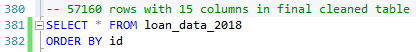 380 -- 57160 rows with 15 columns in final cleaned table
381 SELECT * FROM loan_data_2018
382 ORDER BY id